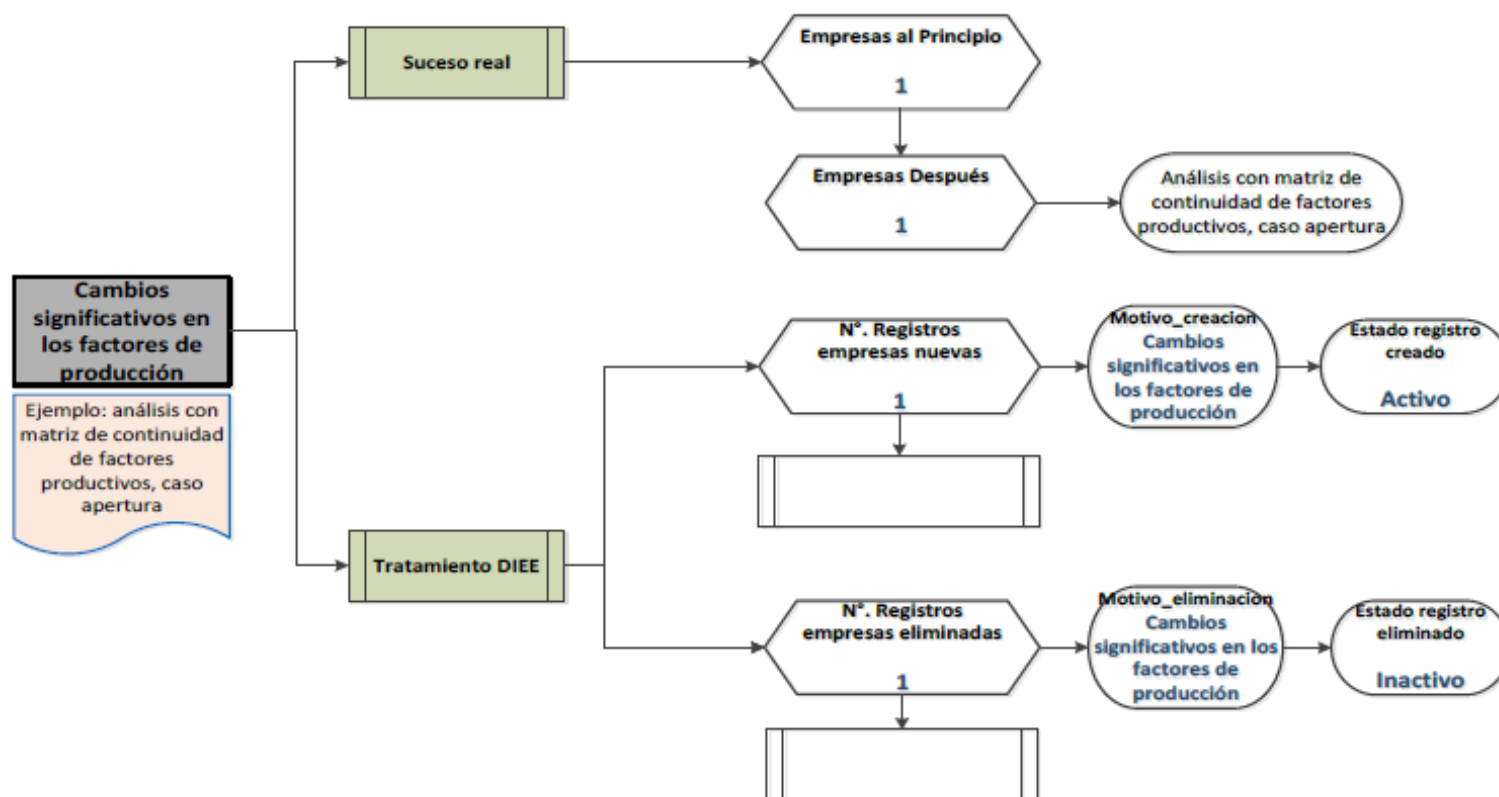 Suceso real
Empresas al Principio
1
Empresas Después
1
Análisis con matriz de
continuidad de factores
productivos, caso apertura
Cambios
significativos en
los factores de
producción
Ejemplo: análisis con
matriz de continuidad
de factores
productivos, caso
apertura
Tratamiento DIEE
N°. Registros
empresas nuevas
1
Motivo_creacion
Cambios
significativos en
los factores de
producción
Estado registro
creado
Activo
N°. Registros
empresas eliminadas
1
Motivo_eliminacion
Cambios
significativos en los
factores de
producción
Estado registro
eliminado
Inactivo